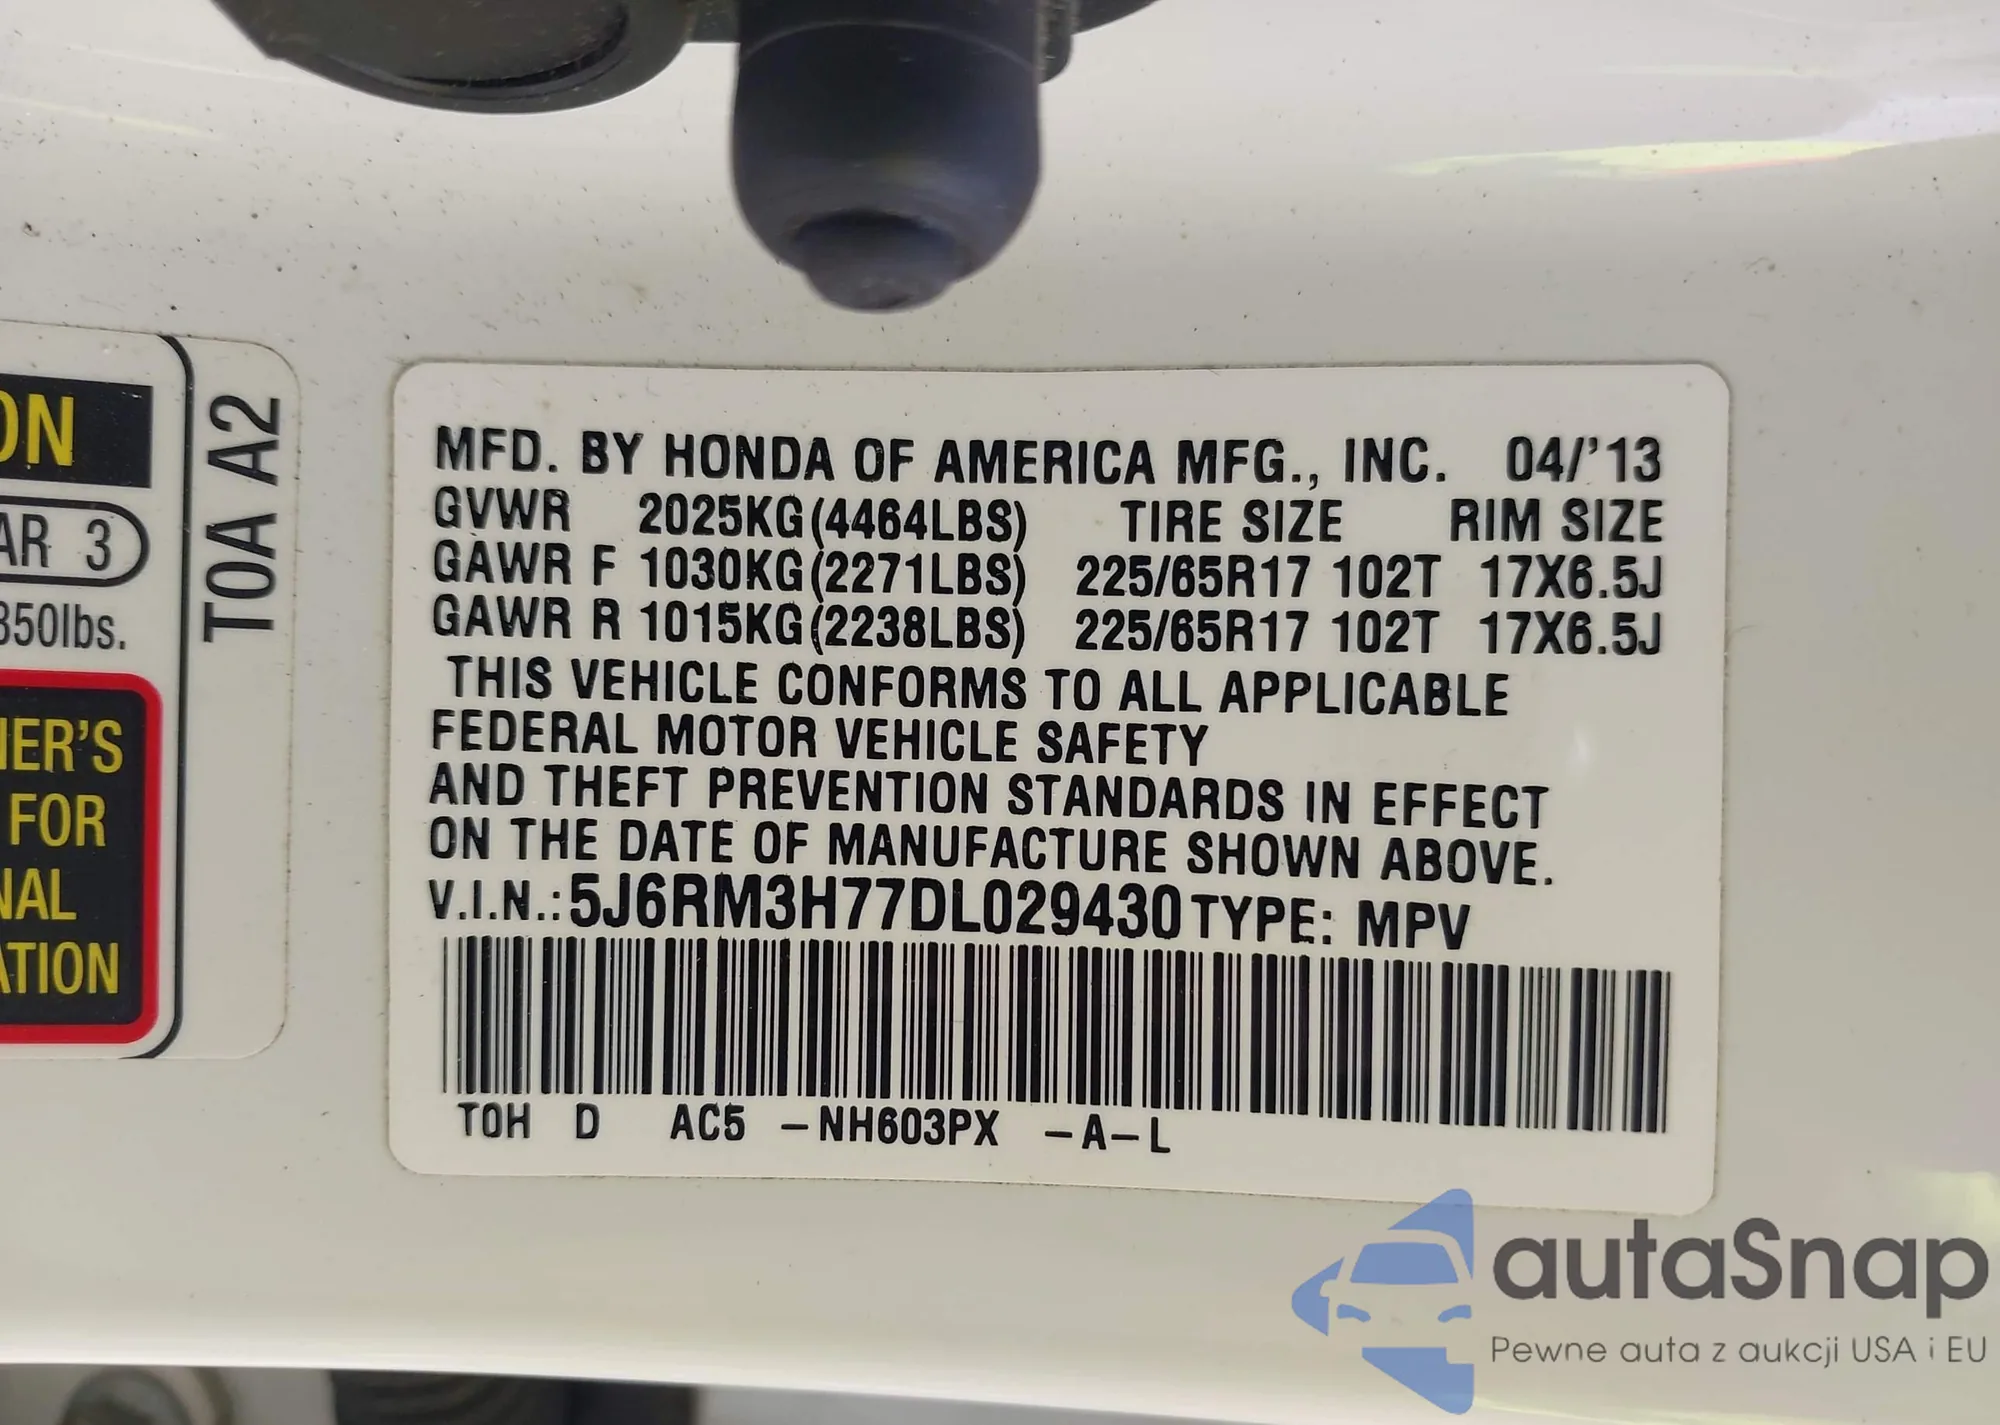 ON
AR 3
350lbs.
NER'S
FOR
NAL
ATION
T0A A2
MFD. BY HONDA OF AMERICA MFG., INC. 04/'13
GVWR 2025KG(4464LBS) TIRE SIZE RIM SIZE
GAWR F 1030KG(2271LBS) 225/65R17 102T 17X6.5J
GAWR R 1015KG(2238LBS) 225/65R17 102T 17X6.5J
THIS VEHICLE CONFORMS TO ALL APPLICABLE
FEDERAL MOTOR VEHICLE SAFETY
AND THEFT PREVENTION STANDARDS IN EFFECT
ON THE DATE OF MANUFACTURE SHOWN ABOVE.
V.I.N.: 5J6RM3H77DL029430 TYPE: MPV
T0H D AC5 -NH603PX -A-L
autaSnap
Pewne auta z aukcji USA i EU